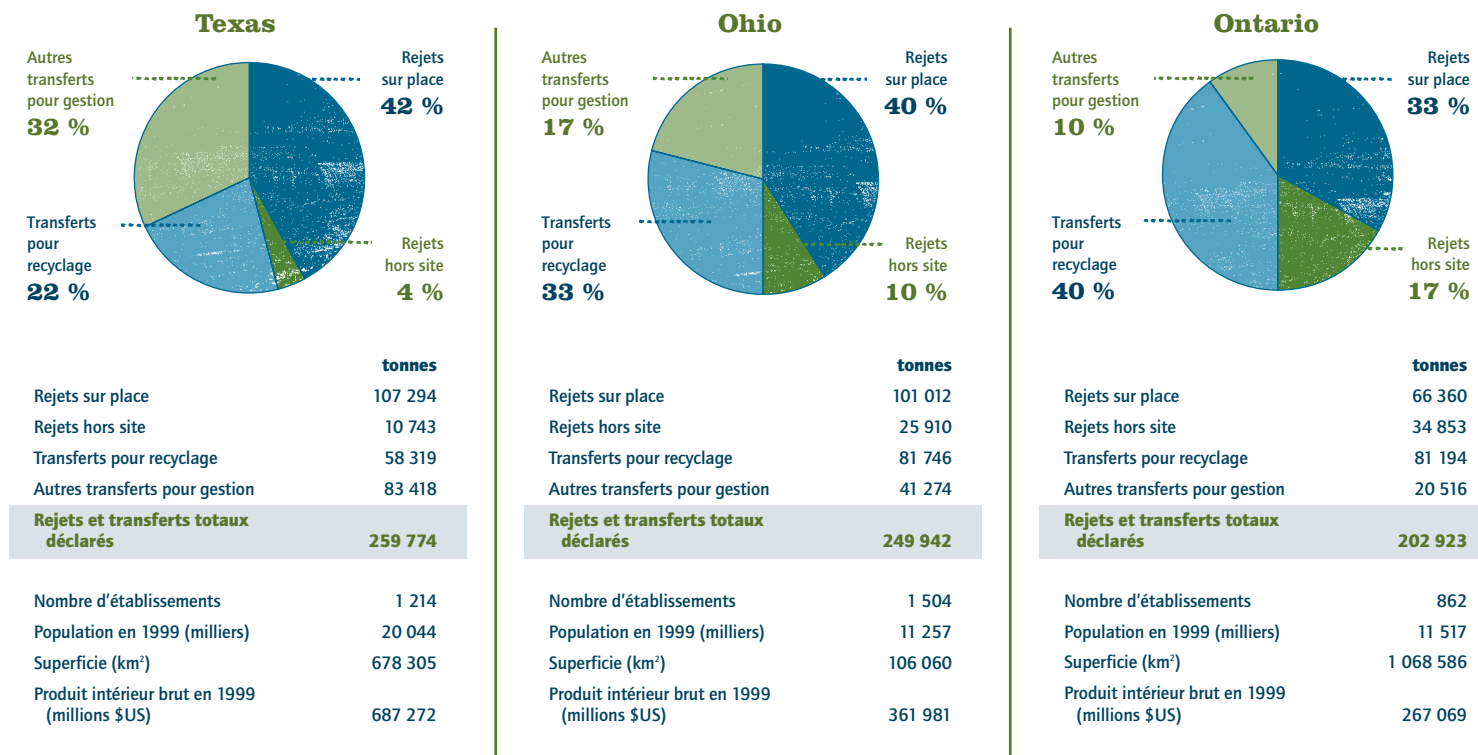 Texas
Autres
transferts
pour gestion
32 %
Rejets
sur place
42 %
Transferts
pour
recyclage
22 %
Rejets
hors site
4 %
tonnes
Rejets sur place 107 294
Rejets hors site 10 743
Transferts pour recyclage 58 319
Autres transferts pour gestion 83 418
Rejets et transferts totaux
déclarés 259 774
Nombre d'établissements 1 214
Population en 1999 (milliers) 20 044
Superficie (km²) 678 305
Produit intérieur brut en 1999
(millions $US) 687 272
Ohio
Autres
transferts
pour gestion
17 %
Rejets
sur place
40 %
Transferts
pour
recyclage
33 %
Rejets
hors site
10 %
tonnes
Rejets sur place 101 012
Rejets hors site 25 910
Transferts pour recyclage 81 746
Autres transferts pour gestion 41 274
Rejets et transferts totaux
déclarés 249 942
Nombre d'établissements 1 504
Population en 1999 (milliers) 11 257
Superficie (km²) 106 060
Produit intérieur brut en 1999
(millions $US) 361 981
Ontario
Autres
transferts
pour gestion
10 %
Rejets
sur place
33 %
Transferts
pour
recyclage
40 %
Rejets
hors site
17 %
tonnes
Rejets sur place 66 360
Rejets hors site 34 853
Transferts pour recyclage 81 194
Autres transferts pour gestion 20 516
Rejets et transferts totaux
déclarés 202 923
Nombre d'établissements 862
Population en 1999 (milliers) 11 517
Superficie (km²) 1 068 586
Produit intérieur brut en 1999
(millions $US) 267 069